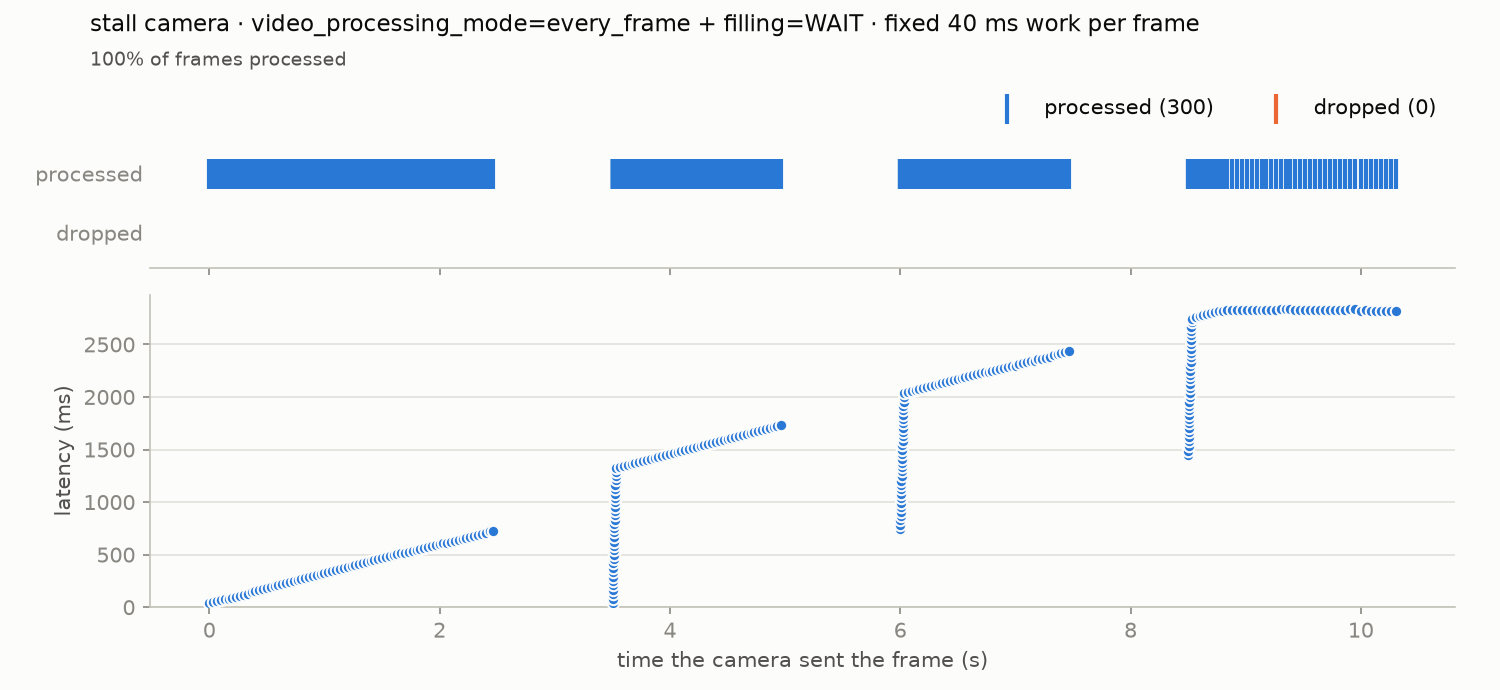 stall camera · video_processing_mode=every_frame + filling=WAIT · fixed 40 ms work per frame
100% of frames processed
processed (300)
dropped (0)
processed
dropped
2500
2000
1500
1000
500
0
latency (ms)
0
2
4
6
8
10
time the camera sent the frame (s)